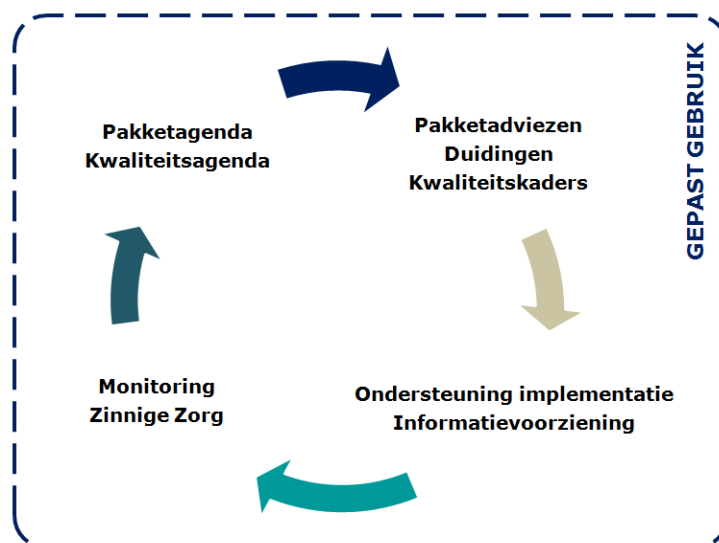 Pakketagenda
Kwaliteitsagenda
Pakketadviezen
Duidingen
Kwaliteitskaders
GEPAST GEBRUIK
Ondersteuning implementatie
Informatievoorziening
Monitoring
Zinnige Zorg